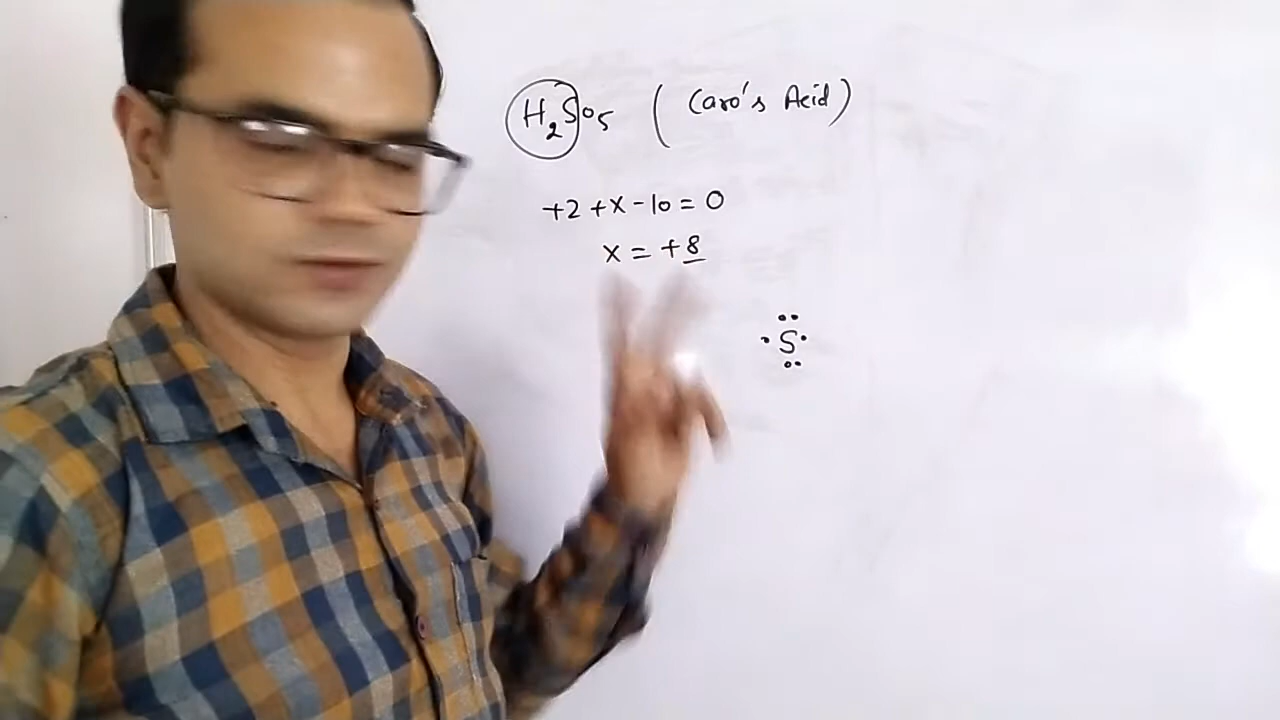 H₂SO₅ (Caro's Acid)
+2 + x - 10 = 0
x = +8
S